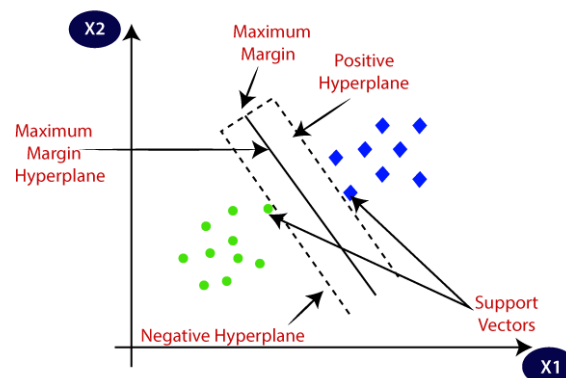 X2
Maximum
Margin
Positive
Hyperplane
Maximum
Margin
Hyperplane
Support
Vectors
Negative Hyperplane
X1